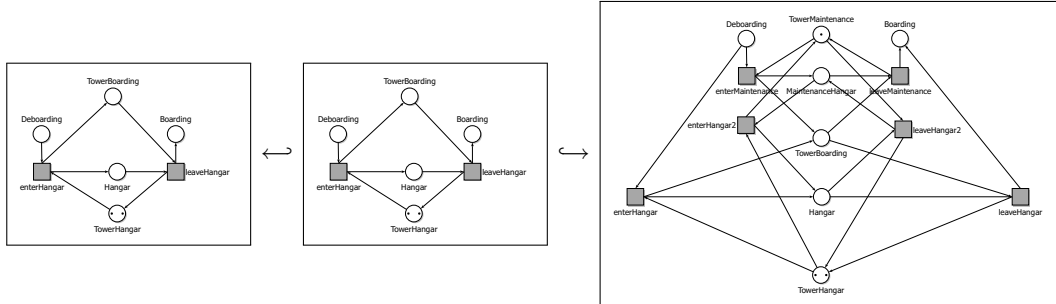 TowerBoarding
Deboarding Boarding
enterHangar Hangar leaveHangar
TowerHangar
TowerBoarding
Deboarding Boarding
enterHangar Hangar leaveHangar
TowerHangar
TowerMaintenance
Deboarding Boarding
enterMaintenance MaintenanceHangar leaveMaintenance
enterHangar2 leaveHangar2
TowerBoarding
enterHangar Hangar leaveHangar
TowerHangar